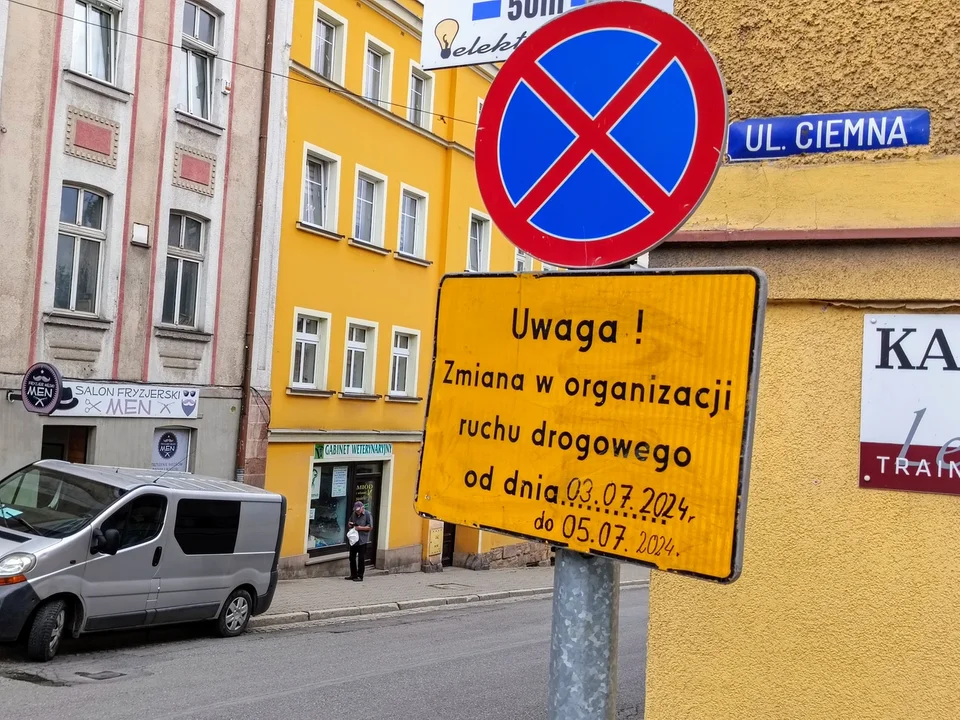 50m
elekt
UL. CIEMNA
Uwaga !
Zmiana w organizacji
ruchu drogowego
od dnia 03.07.2024r
do 05.07.2024.
KA
TRAIN
SALON FRYZJERSKI
MEN
MEN
GABINET WETERYNARYJNY